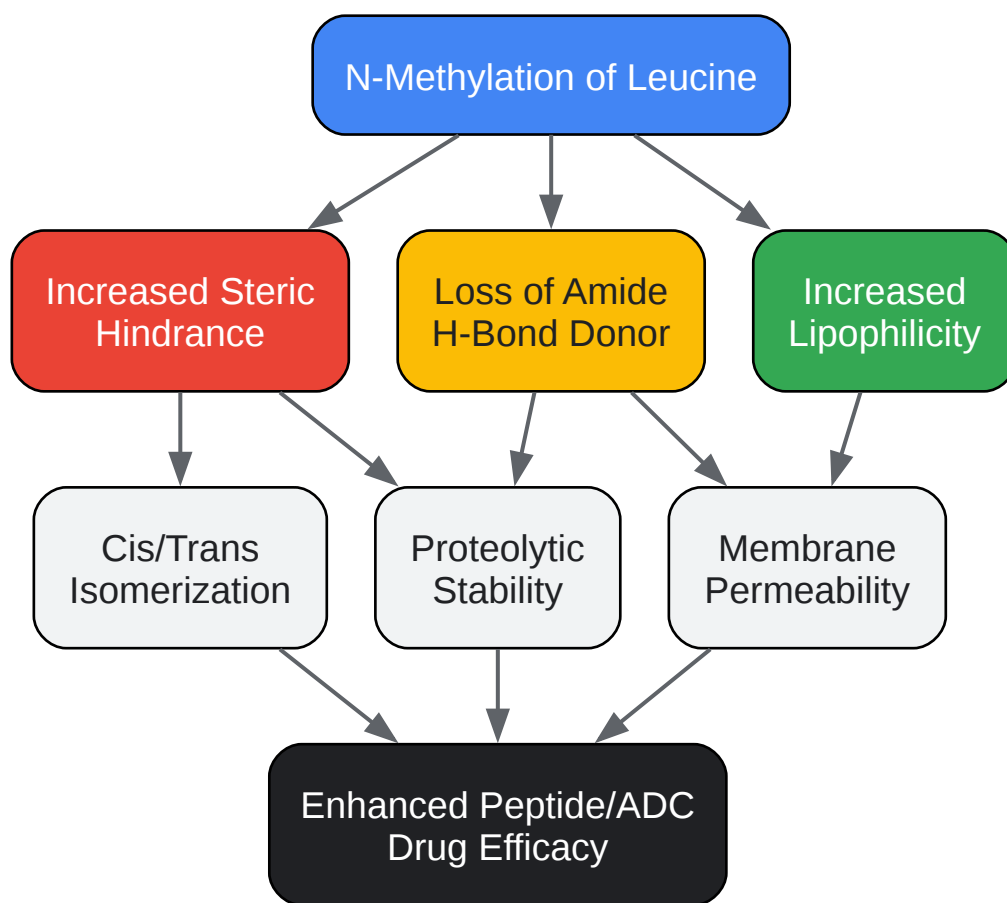 N-Methylation of Leucine
Increased Steric
Hindrance
Loss of Amide
H-Bond Donor
Increased
Lipophilicity
Cis/Trans
Isomerization
Proteolytic
Stability
Membrane
Permeability
Enhanced Peptide/ADC
Drug Efficacy